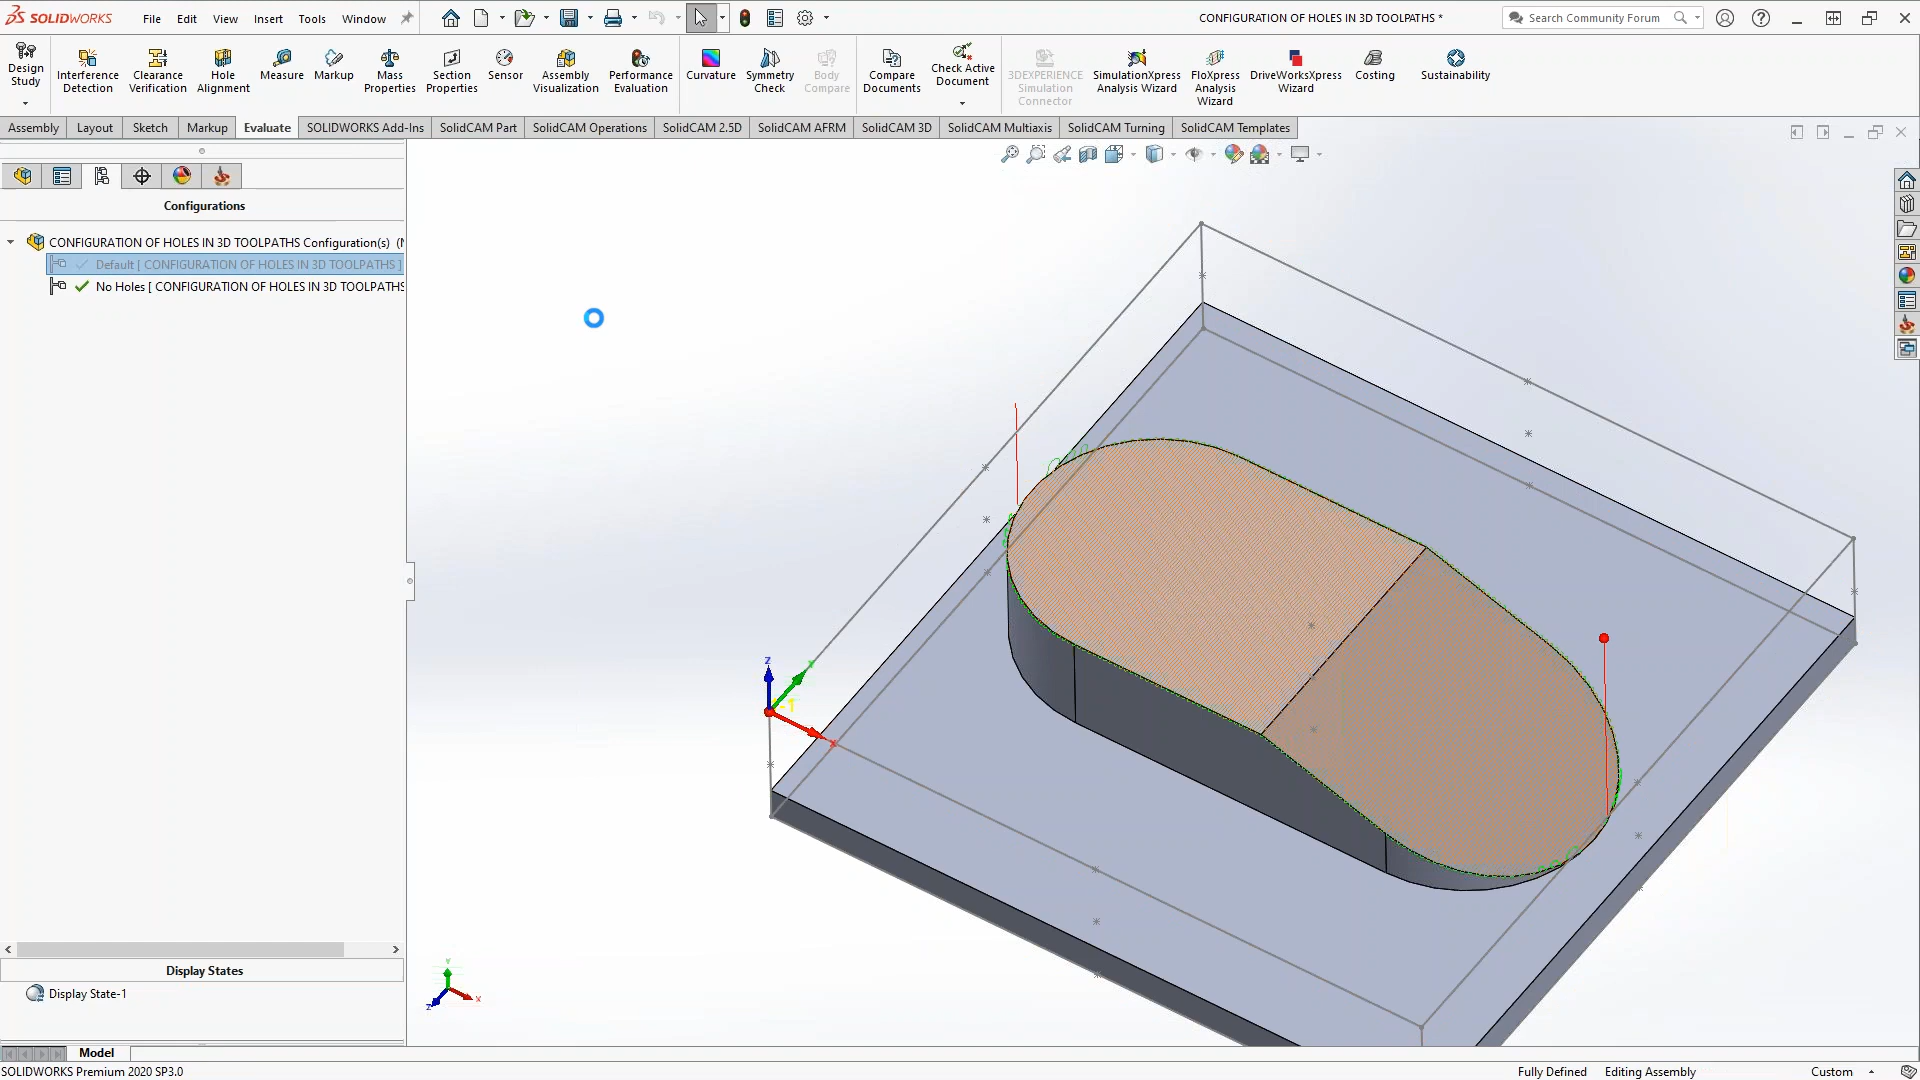 SOLIDWORKS File Edit View Insert Tools Window CONFIGURATION OF HOLES IN 3D TOOLPATHS * Search Community Forum
Design Study
Interference Detection
Clearance Verification
Hole Alignment
Measure
Markup
Mass Properties
Section Properties
Sensor
Assembly Visualization
Performance Evaluation
Curvature
Symmetry Check
Body Compare
Compare Documents
Check Active Document
3DEXPERIENCE Simulation Connector
SimulationXpress Analysis Wizard
FloXpress Analysis Wizard
DriveWorksXpress Wizard
Costing
Sustainability
Assembly Layout Sketch Markup Evaluate SOLIDWORKS Add-Ins SolidCAM Part SolidCAM Operations SolidCAM 2.5D SolidCAM AFRM SolidCAM 3D SolidCAM Multiaxis SolidCAM Turning SolidCAM Templates
Configurations
CONFIGURATION OF HOLES IN 3D TOOLPATHS Configuration(s) (
Default [ CONFIGURATION OF HOLES IN 3D TOOLPATHS ]
No Holes [ CONFIGURATION OF HOLES IN 3D TOOLPATHS
Z
Y
X
Display States
Display State-1
Y
X
Z
Model
SOLIDWORKS Premium 2020 SP3.0 Fully Defined Editing Assembly Custom